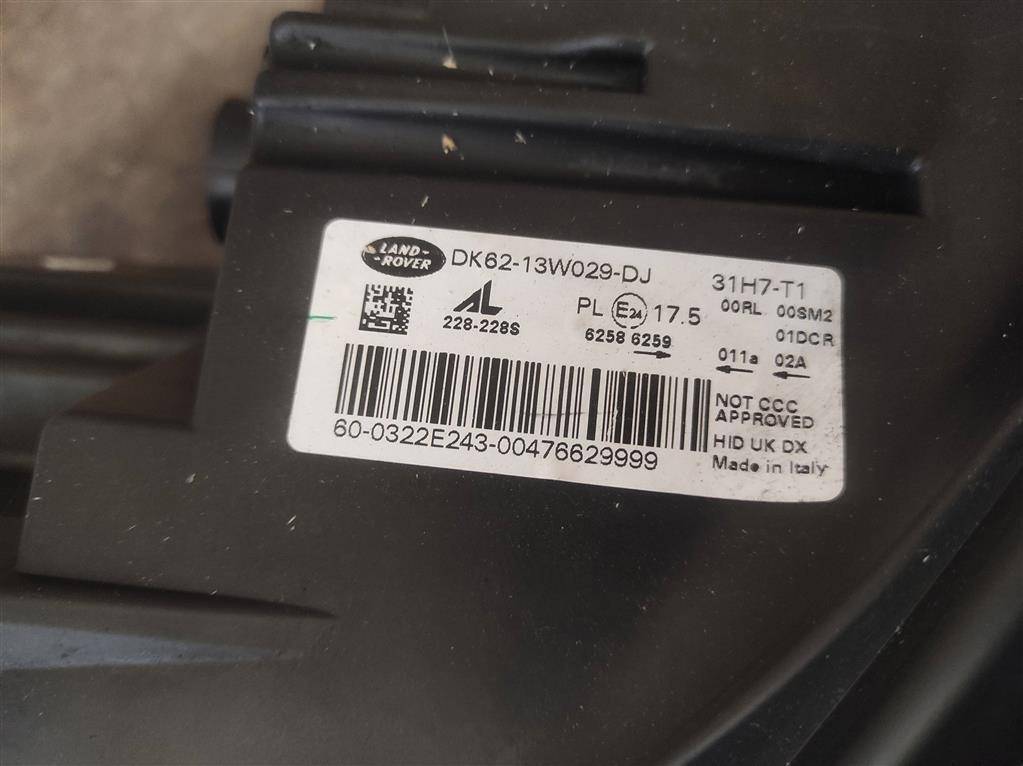 LAND-
ROVER
DK62-13W029-DJ
31H7-T1
AL
228-228S
PL E24 17.5
6258 6259
00RL 00SM2
01DCR
011a 02A
NOT CCC
APPROVED
HID UK DX
Made in Italy
60-0322E243-00476629999